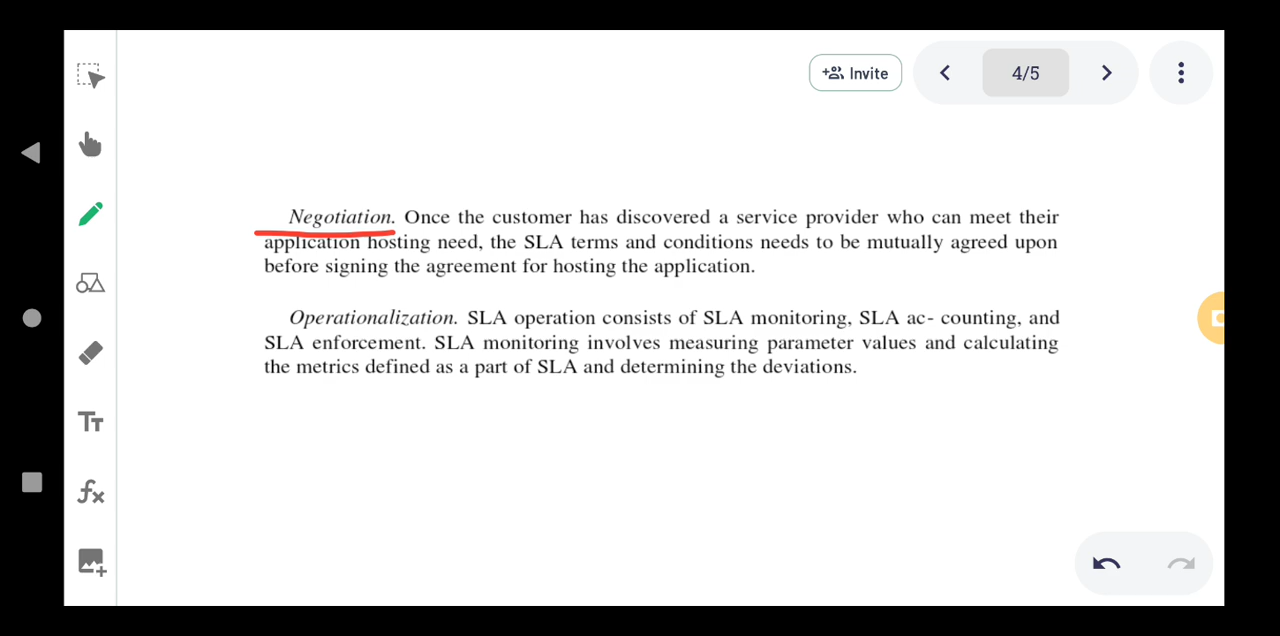 Invite
4/5
Negotiation. Once the customer has discovered a service provider who can meet their
application hosting need, the SLA terms and conditions needs to be mutually agreed upon
before signing the agreement for hosting the application.
Operationalization. SLA operation consists of SLA monitoring, SLA ac- counting, and
SLA enforcement. SLA monitoring involves measuring parameter values and calculating
the metrics defined as a part of SLA and determining the deviations.
TT
fx